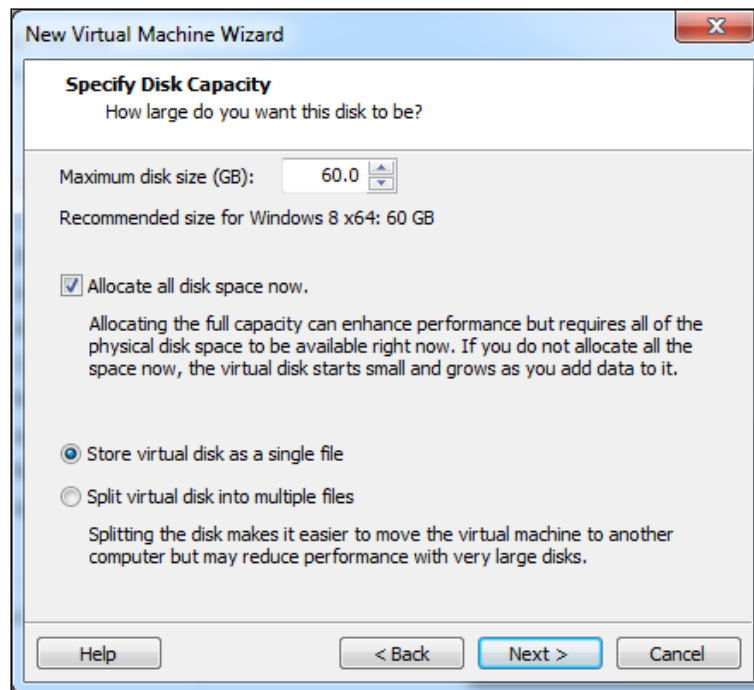 New Virtual Machine Wizard
X
Specify Disk Capacity
How large do you want this disk to be?
Maximum disk size (GB): 60.0
Recommended size for Windows 8 x64: 60 GB
Allocate all disk space now.
Allocating the full capacity can enhance performance but requires all of the
physical disk space to be available right now. If you do not allocate all the
space now, the virtual disk starts small and grows as you add data to it.
Store virtual disk as a single file
Split virtual disk into multiple files
Splitting the disk makes it easier to move the virtual machine to another
computer but may reduce performance with very large disks.
Help < Back Next > Cancel